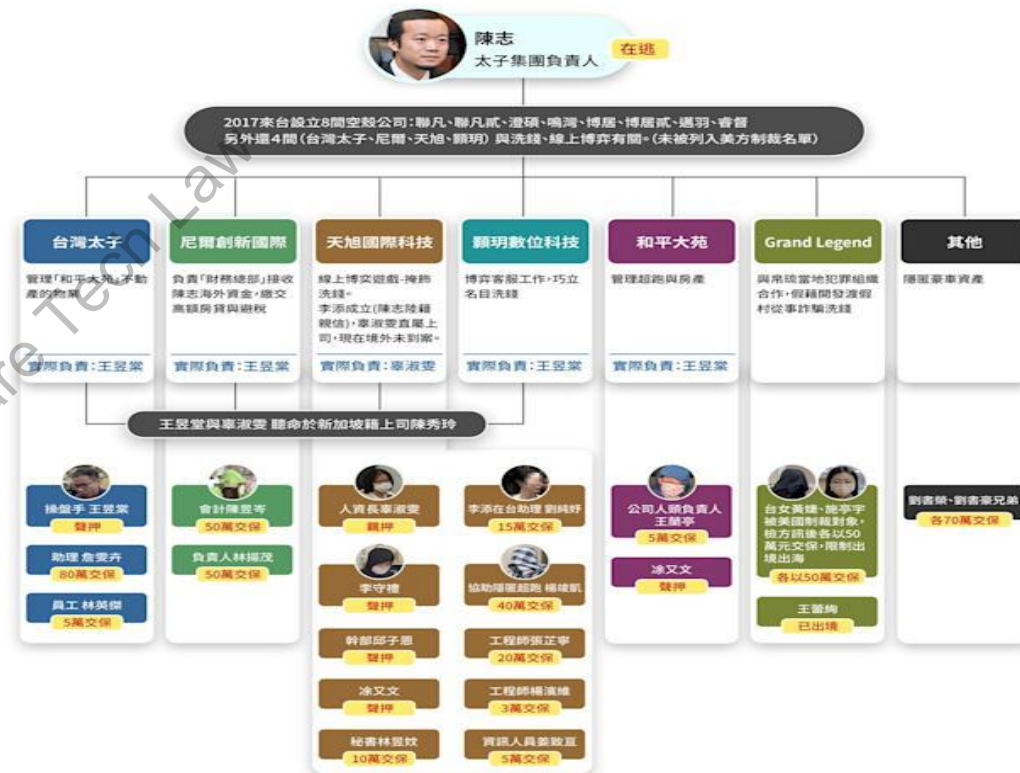 陳志
太子集團負責人
在逃
2017來台設立8間空殼公司:聯凡、聯凡貳、澄碩、鳴灣、博居、博居貳、邁羽、睿督
另外還4間(台灣太子、尼爾、天旭、顥玥)與洗錢、線上博弈有關。(未被列入美方制裁名單)
台灣太子
管理「和平大苑」不動
產的物業
實際負責:王昱棠
尼爾創新國際
負責「財務總部」接收
陳志海外資金,繳交
高額房貸與避稅
實際負責:王昱棠
天旭國際科技
線上博弈遊戲-掩飾
洗錢。
李添成立(陳志陸籍
親信),辜淑雯直屬上
司,現在境外未到案。
實際負責:辜淑雯
顥玥數位科技
博弈客服工作,巧立
名目洗錢
實際負責:王昱棠
和平大苑
管理超跑與房產
實際負責:王昱棠
Grand Legend
與帛琉當地犯罪組織
合作,假藉開發渡假
村從事詐騙洗錢
其他
隱匿豪車資產
王昱堂與辜淑雯 聽命於新加坡籍上司陳秀玲
操盤手 王昱棠
聲押
助理 詹雯卉
80萬交保
員工 林英傑
5萬交保
會計陳昱岑
50萬交保
負責人林揚茂
50萬交保
人資長辜淑雯
羈押
李守禮
聲押
幹部邱子恩
聲押
凃又文
聲押
秘書林昱妏
10萬交保
李添在台助理 劉純妤
15萬交保
協助隱匿超跑 楊竣凱
40萬交保
工程師張芷寧
20萬交保
工程師楊濱維
3萬交保
資訊人員姜致亘
5萬交保
公司人頭負責人
王蘭亭
5萬交保
凃又文
聲押
台女黃婕、施亭宇
被美國制裁對象,
檢方訊後各以50
萬元交保,限制出
境出海
各以50萬交保
王蕾絢
已出境
劉書榮、劉書豪兄弟
各70萬交保
Tech Law